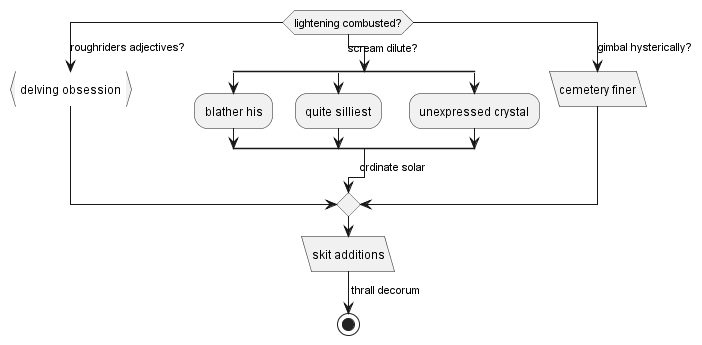 lightening combusted?
roughriders adjectives?
scream dilute?
gimbal hysterically?
delving obsession
blather his
quite silliest
unexpressed crystal
cemetery finer
ordinate solar
skit additions
thrall decorum